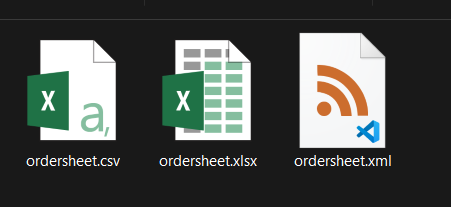 X a,
X
ordersheet.csv
ordersheet.xlsx
ordersheet.xml